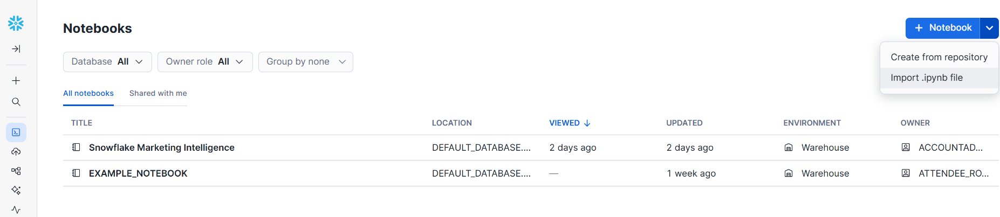 Notebooks
+ Notebook
Create from repository
Import .ipynb file
Database All
Owner role All
Group by none
All notebooks
Shared with me
TITLE LOCATION VIEWED UPDATED ENVIRONMENT OWNER
Snowflake Marketing Intelligence DEFAULT_DATABASE.... 2 days ago 2 days ago Warehouse ACCOUNTAD...
EXAMPLE_NOTEBOOK DEFAULT_DATABASE.... — 1 week ago Warehouse ATTENDEE_RO...